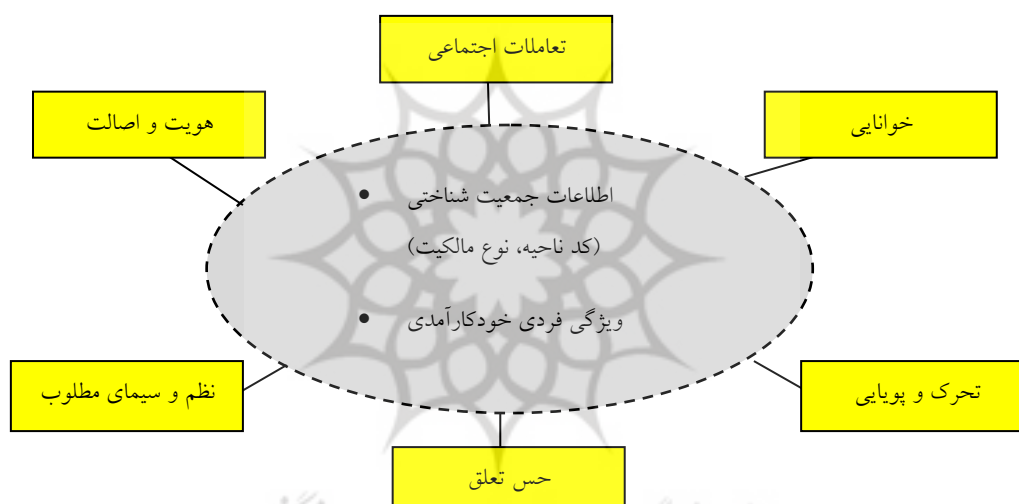 تعاملات اجتماعی
خوانایی
هویت و اصالت
• اطلاعات جمعیت شناختی
(کد ناحیه، نوع مالکیت)
• ویژگی فردی خودکارآمدی
تحرک و پویایی
نظم و سیمای مطلوب
حس تعلق